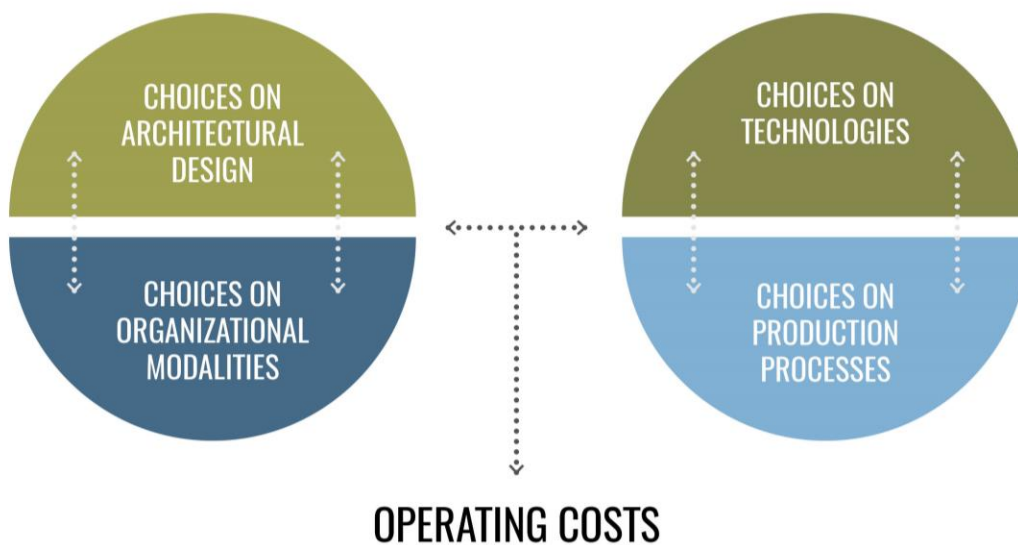 CHOICES ON
ARCHITECTURAL
DESIGN
CHOICES ON
ORGANIZATIONAL
MODALITIES
CHOICES ON
TECHNOLOGIES
CHOICES ON
PRODUCTION
PROCESSES
OPERATING COSTS